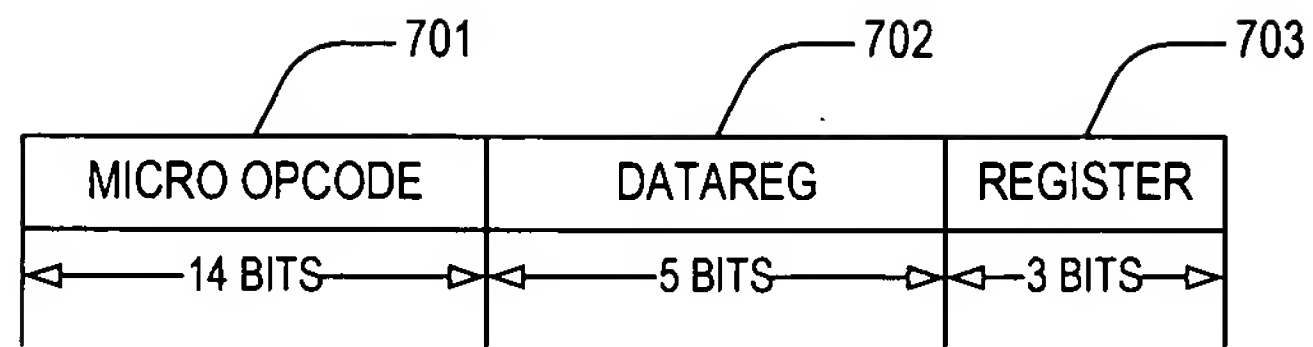 701 702 703
MICRO OPCODE DATAREG REGISTER
14 BITS 5 BITS 3 BITS